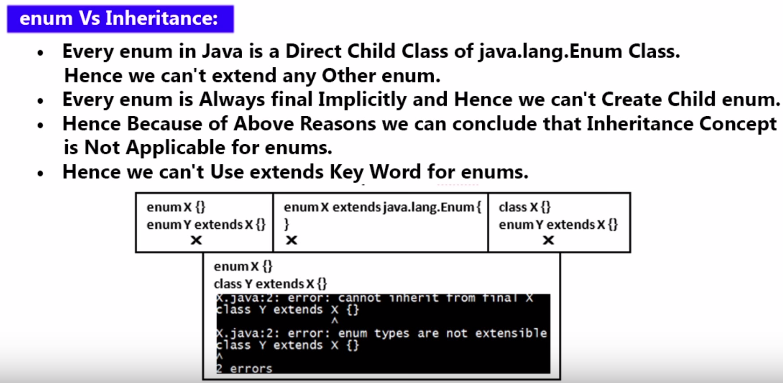 enum Vs Inheritance:
• Every enum in Java is a Direct Child Class of java.lang.Enum Class.
Hence we can't extend any Other enum.
• Every enum is Always final Implicitly and Hence we can't Create Child enum.
• Hence Because of Above Reasons we can conclude that Inheritance Concept
is Not Applicable for enums.
• Hence we can't Use extends Key Word for enums.
enum X {}
enum Y extends X {}
X
enum X extends java.lang.Enum {
}
X
class X {}
enum Y extends X {}
X
enum X {}
class Y extends X {}
X.java:2: error: cannot inherit from final X
class Y extends X {}
^
X.java:2: error: enum types are not extensible
class Y extends X {}
^
2 errors